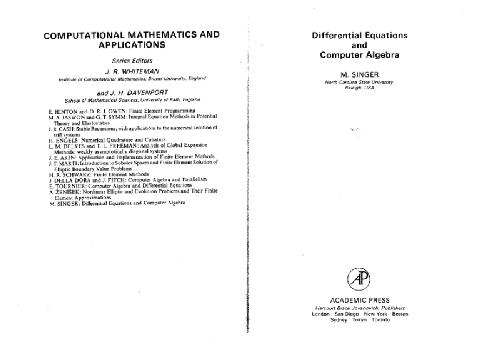 COMPUTATIONAL MATHEMATICS AND
APPLICATIONS
Series Editors
J. R. WHITEMAN
Institute of Computational Mathematics, Brunel University, England
and J. H. DAVENPORT
School of Mathematical Sciences, University of Bath, England
E. HINTON and D. R. J. OWEN: Finite Element Programming
M. A. JASWON and G. T. SYMM: Integral Equation Methods in Potential
Theory and Elastostatics
J. R. CASH: Stable Recursions; with applications to the numerical solution of
stiff systems
H. ENGELS: Numerical Quadrature and Cubature
L. M. DELVES and T. L. FREEMAN: Analysis of Global Expansion
Methods: weakly asymptotically diagonal systems
J. E. AKIN: Application and Implementation of Finite Element Methods
J. T. MARTI: Introduction to Sobolev Spaces and Finite Element Solution of
Elliptic Boundary Value Problems
H. R. SCHWARZ: Finite Element Methods
J. DELLA DORA and J. FITCH: Computer Algebra and Parallelism
E. TOURNIER: Computer Algebra and Differential Equations
A. ŽENÍŠEK: Nonlinear Elliptic and Evolution Problems and Their Finite
Element Approximations
M. SINGER: Differential Equations and Computer Algebra
Differential Equations
and
Computer Algebra
M. SINGER
North Carolina State University,
Raleigh, USA
AP
ACADEMIC PRESS
Harcourt Brace Jovanovich, Publishers
London San Diego New York Boston
Sydney Tokyo Toronto